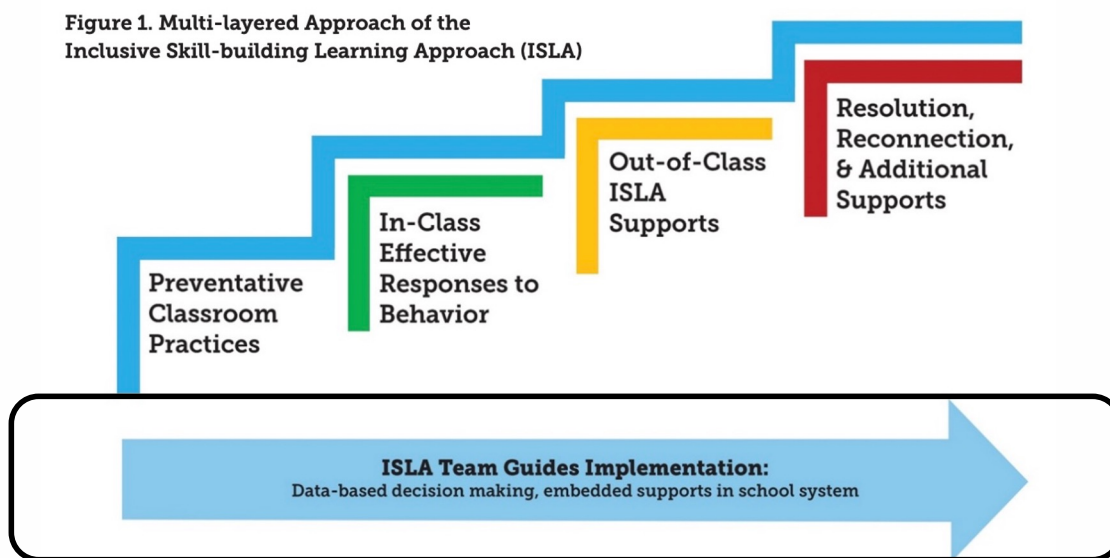 Figure 1. Multi-layered Approach of the
Inclusive Skill-building Learning Approach (ISLA)
Preventative
Classroom
Practices
In-Class
Effective
Responses to
Behavior
Out-of-Class
ISLA
Supports
Resolution,
Reconnection,
& Additional
Supports
ISLA Team Guides Implementation:
Data-based decision making, embedded supports in school system